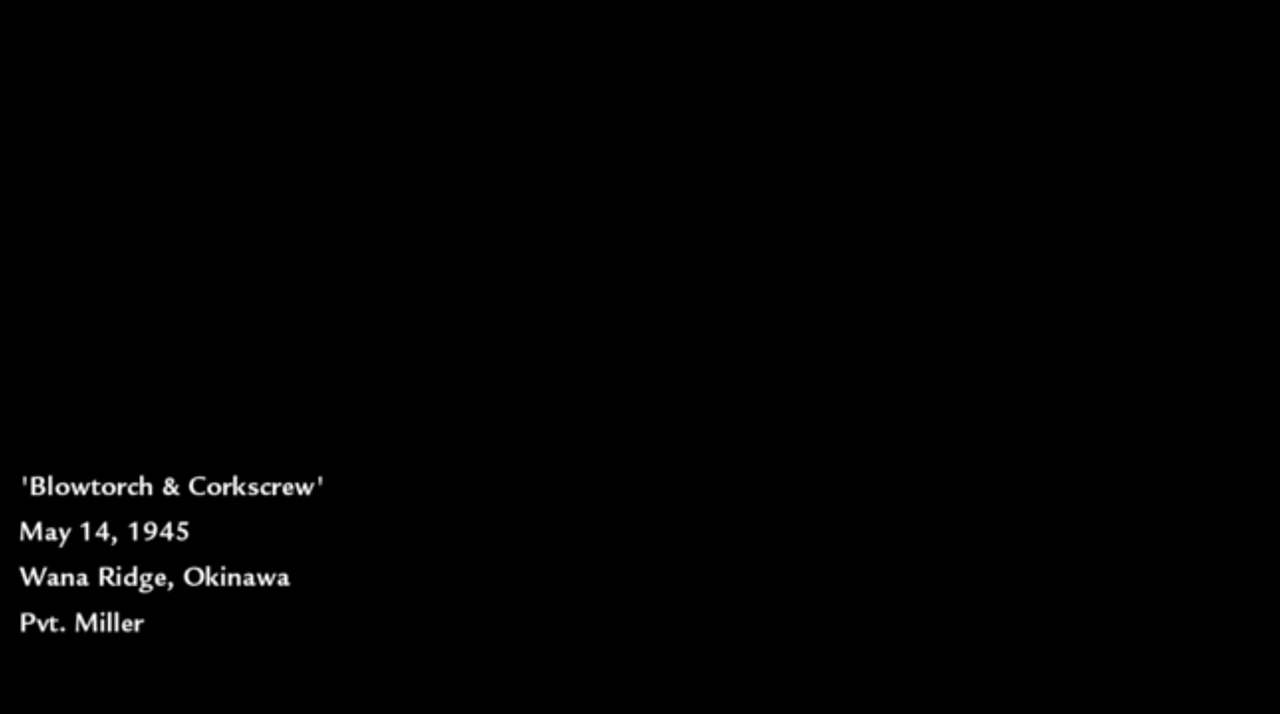 'Blowtorch & Corkscrew'
May 14, 1945
Wana Ridge, Okinawa
Pvt. Miller